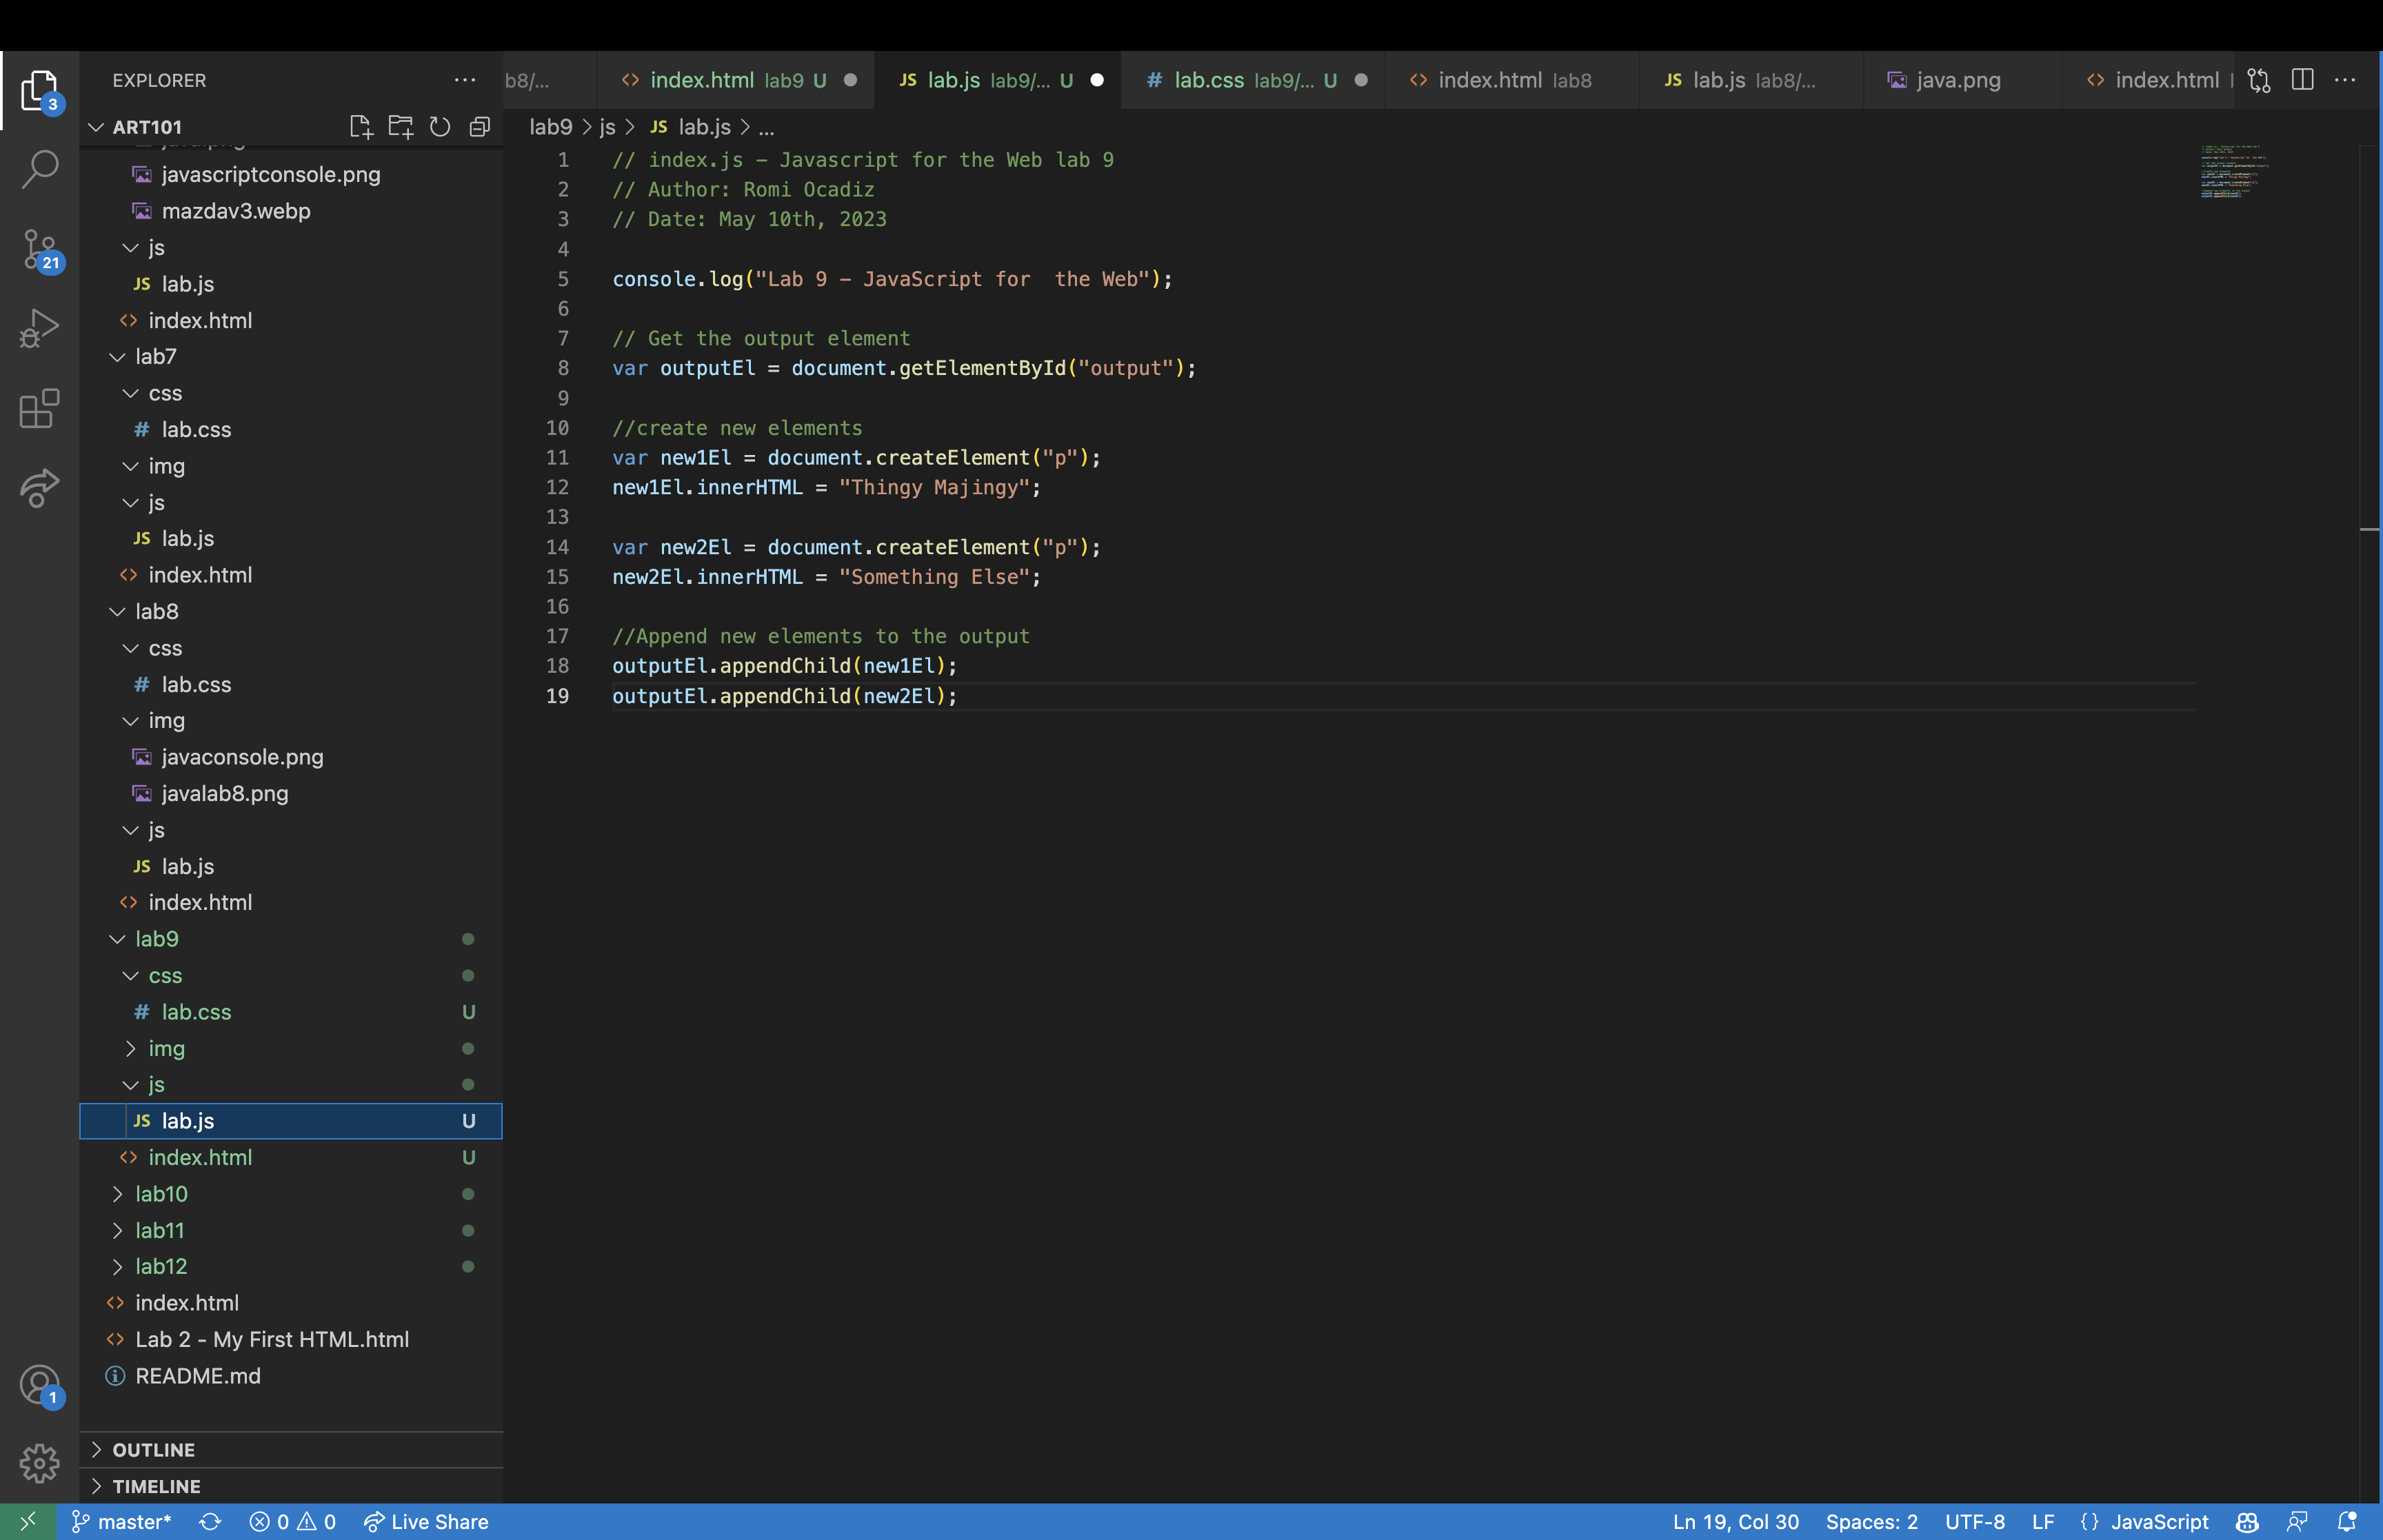 EXPLORER
b8/...
index.html lab9 U
JS lab.js lab9/... U
# lab.css lab9/... U
index.html lab8
JS lab.js lab8/...
java.png
index.html
3
ART101
lab9 > js > JS lab.js > ...
javascriptconsole.png
mazdav3.webp
js
JS lab.js
index.html
lab7
css
# lab.css
img
js
JS lab.js
index.html
lab8
css
# lab.css
img
javaconsole.png
javalab8.png
js
JS lab.js
index.html
lab9
css
# lab.css U
img
js
JS lab.js U
index.html U
lab10
lab11
lab12
index.html
Lab 2 - My First HTML.html
README.md
OUTLINE
TIMELINE
21
1
1 // index.js – Javascript for the Web lab 9
2 // Author: Romi Ocadiz
3 // Date: May 10th, 2023
4
5 console.log("Lab 9 – JavaScript for  the Web");
6
7 // Get the output element
8 var outputEl = document.getElementById("output");
9
10 //create new elements
11 var new1El = document.createElement("p");
12 new1El.innerHTML = "Thingy Majingy";
13
14 var new2El = document.createElement("p");
15 new2El.innerHTML = "Something Else";
16
17 //Append new elements to the output
18 outputEl.appendChild(new1El);
19 outputEl.appendChild(new2El);
master* 0 0 Live Share
Ln 19, Col 30 Spaces: 2 UTF-8 LF {} JavaScript